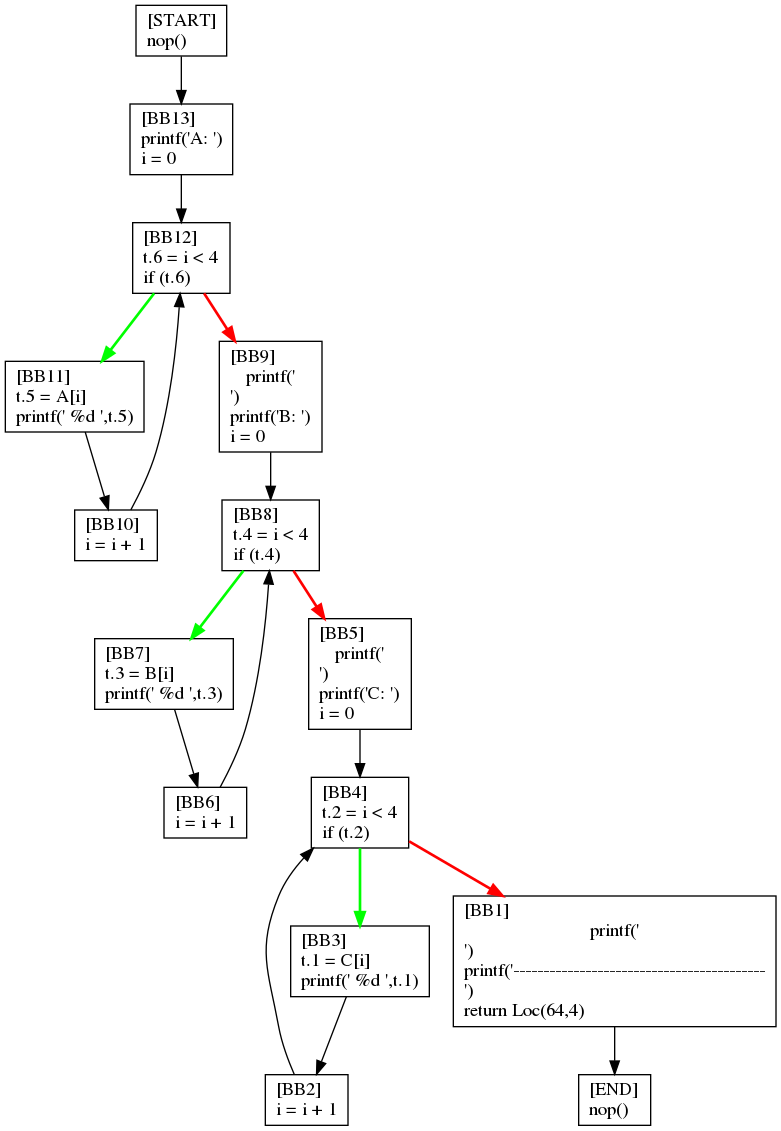 [START]
nop()
[BB13]
printf('A: ')
i = 0
[BB12]
t.6 = i < 4
if (t.6)
[BB11]
t.5 = A[i]
printf(' %d ',t.5)
[BB9]
printf('
')
printf('B: ')
i = 0
[BB10]
i = i + 1
[BB8]
t.4 = i < 4
if (t.4)
[BB7]
t.3 = B[i]
printf(' %d ',t.3)
[BB5]
printf('
')
printf('C: ')
i = 0
[BB6]
i = i + 1
[BB4]
t.2 = i < 4
if (t.2)
[BB3]
t.1 = C[i]
printf(' %d ',t.1)
[BB1]
printf('
')
printf('------------------------------------------
')
return Loc(64,4)
[BB2]
i = i + 1
[END]
nop()